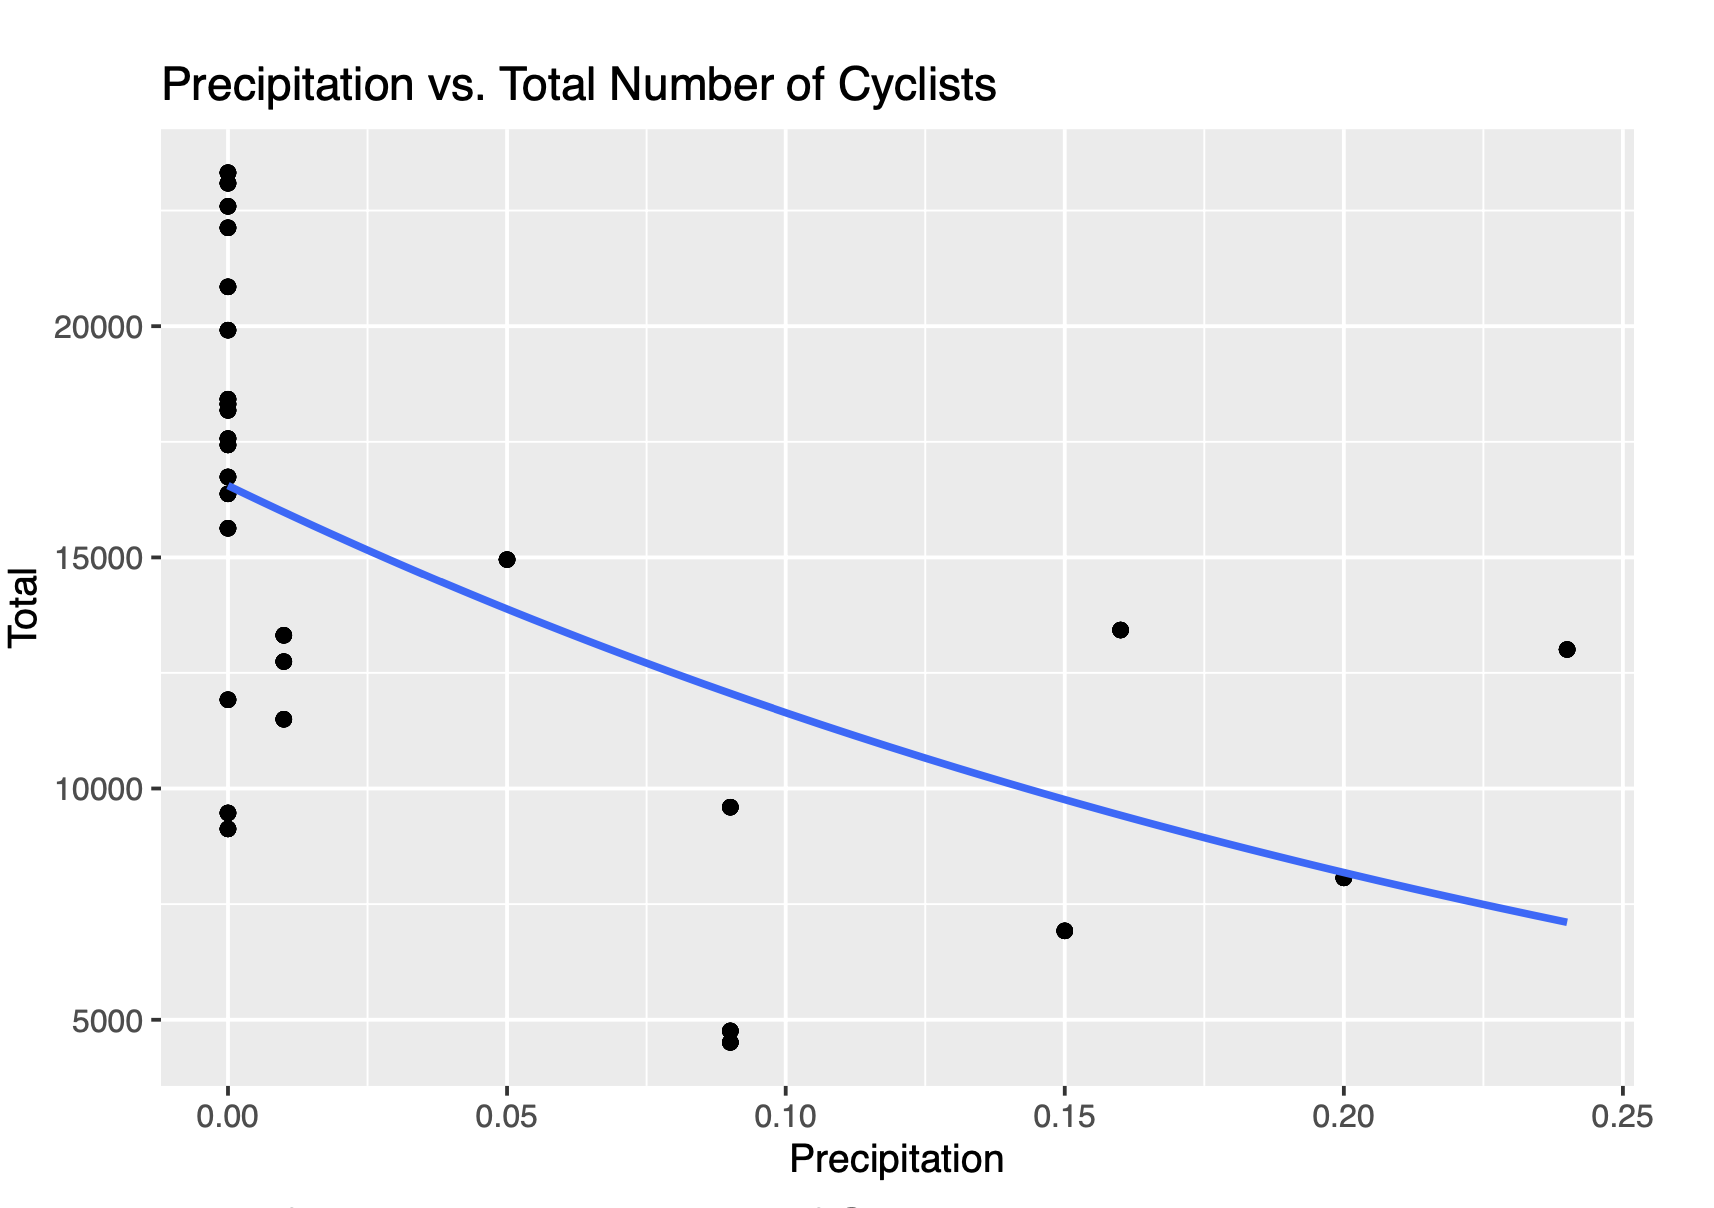 Precipitation vs. Total Number of Cyclists
Total
20000
15000
10000
5000
0.00 0.05 0.10 0.15 0.20 0.25
Precipitation